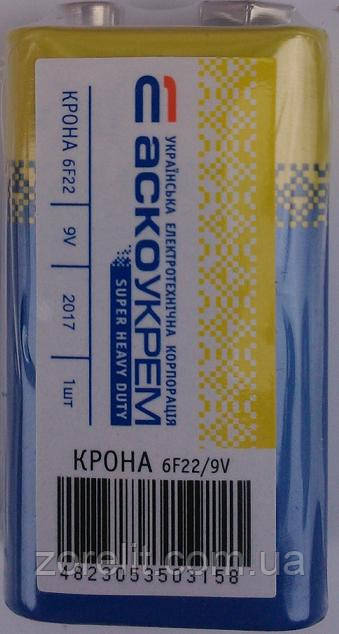 УКРАЇНСЬКА ЕЛЕКТРОТЕХНІЧНА КОРПОРАЦІЯ
АСКОУКРЕМ
SUPER HEAVY DUTY
КРОНА 6F22 9V 2017 1шт
КРОНА 6F22/9V
4823053503158
zorelit.com.ua